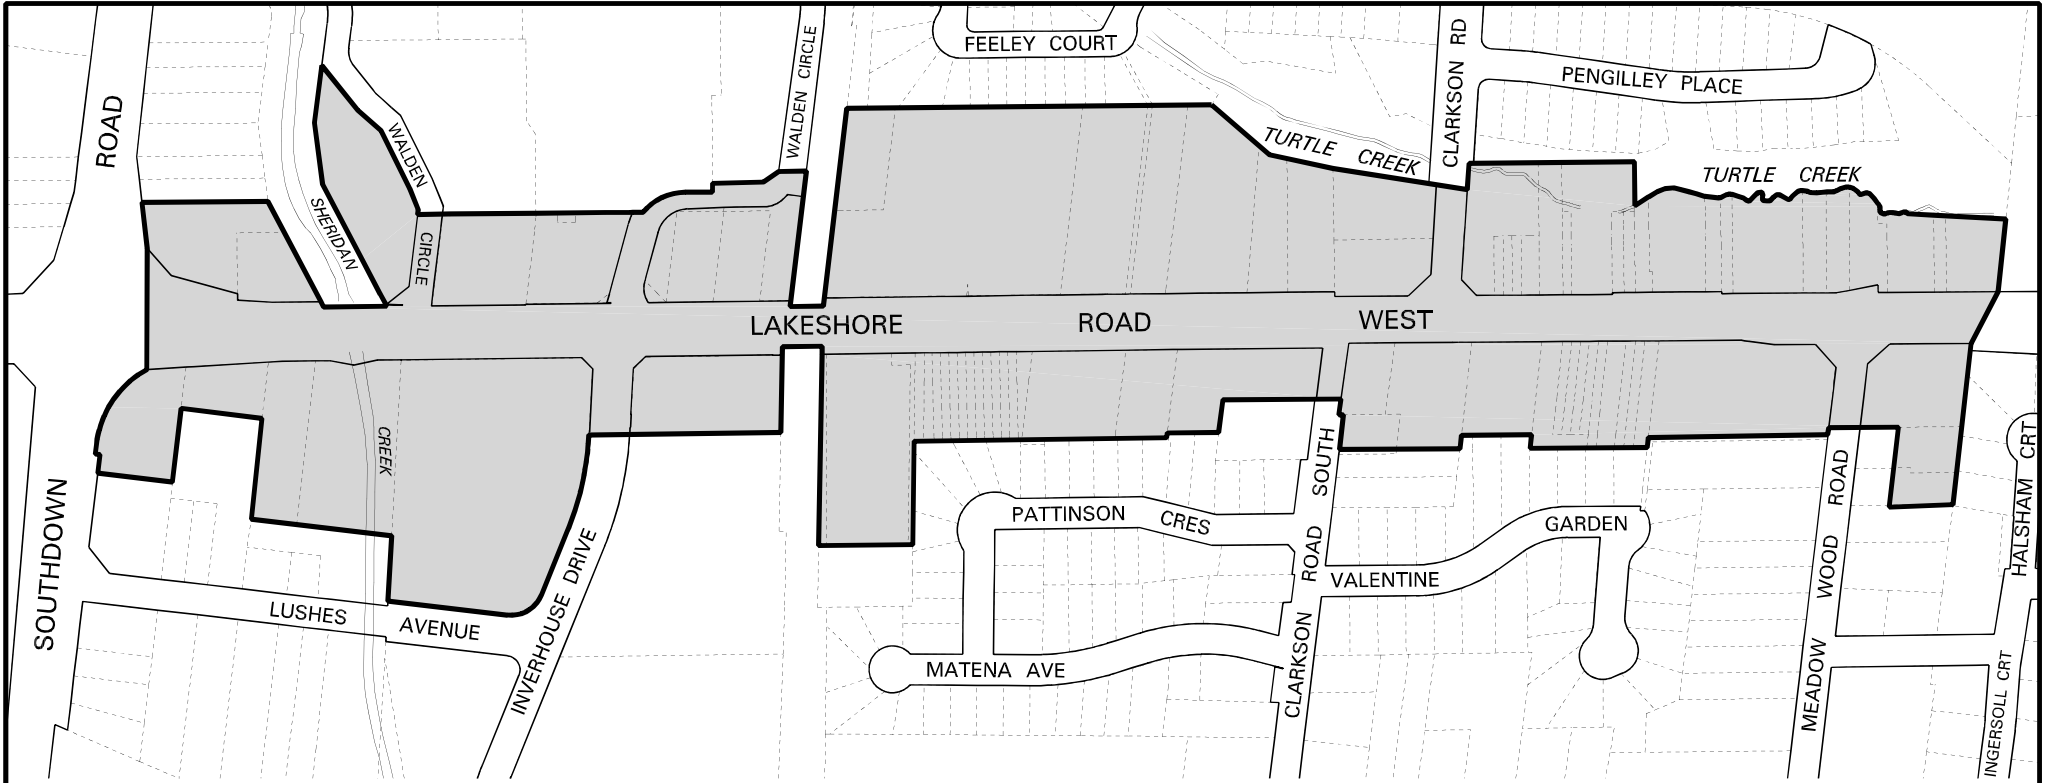 FEELEY COURT
WALDEN CIRCLE
CLARKSON RD
PENGILLEY PLACE
ROAD
WALDEN
TURTLE CREEK
TURTLE CREEK
SHERIDAN
CIRCLE
LAKESHORE ROAD WEST
CREEK
SOUTHDOWN
SOUTH
ROAD
CLARKSON
PATTINSON CRES
GARDEN
VALENTINE
MEADOW WOOD ROAD
HALSHAM CRT
INVERHOUSE DRIVE
LUSHES AVENUE
MATENA AVE
INGERSOLL CRT